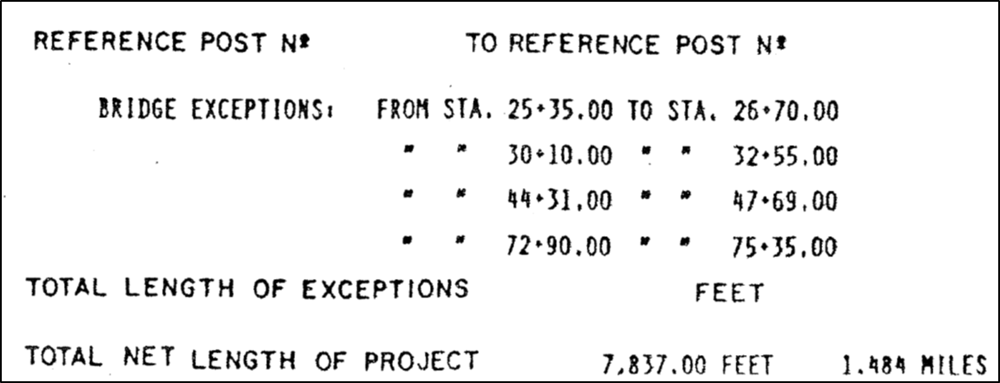 REFERENCE POST Nº TO REFERENCE POST Nº
BRIDGE EXCEPTIONS: FROM STA. 25+35.00 TO STA. 26+70.00
" " 30+10.00 " " 32+55.00
" " 44+31.00 " " 47+69.00
" " 72+90.00 " " 75+35.00
TOTAL LENGTH OF EXCEPTIONS FEET
TOTAL NET LENGTH OF PROJECT 7,837.00 FEET 1.484 MILES